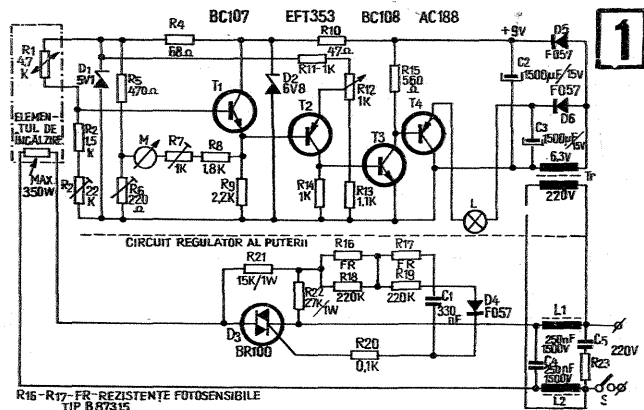 BC107 EFT353 BC108 AC188
1
R1
4,7
K
R4
68Ω
D1
5V1
R5
470Ω
T1
D2
6V8
R10
47Ω
R11-1K
R12
1K
T2
R15
560
Ω
T4
T3
+9V
D5
F057
C2
1500µF/15V
F057
D6
C3
1500µF/15V
ELEMEN-
TUL DE
INCĂLZIRE
MAX.
350W
R2
1,5
K
R2
22
K
M
R7
1K
R8
1,8K
R6
220
Ω
R9
2,2K
R14
1K
R13
1,1K
L
6,3V
Tr
220V
CIRCUIT REGULATOR AL PUTERII
R21
15K/1W
R22
27K/1W
R16
FR
R17
FR
R18
220K
R19
220K
C1
330
nF
D4
F057
D3
BR100
R20
0,1K
L1
250nF
1500V
C4
250nF
1500V
L2
C5
R23
220V
S
R16-R17-FR-REZISTENȚE FOTOSENSIBILE
TIP B.87315